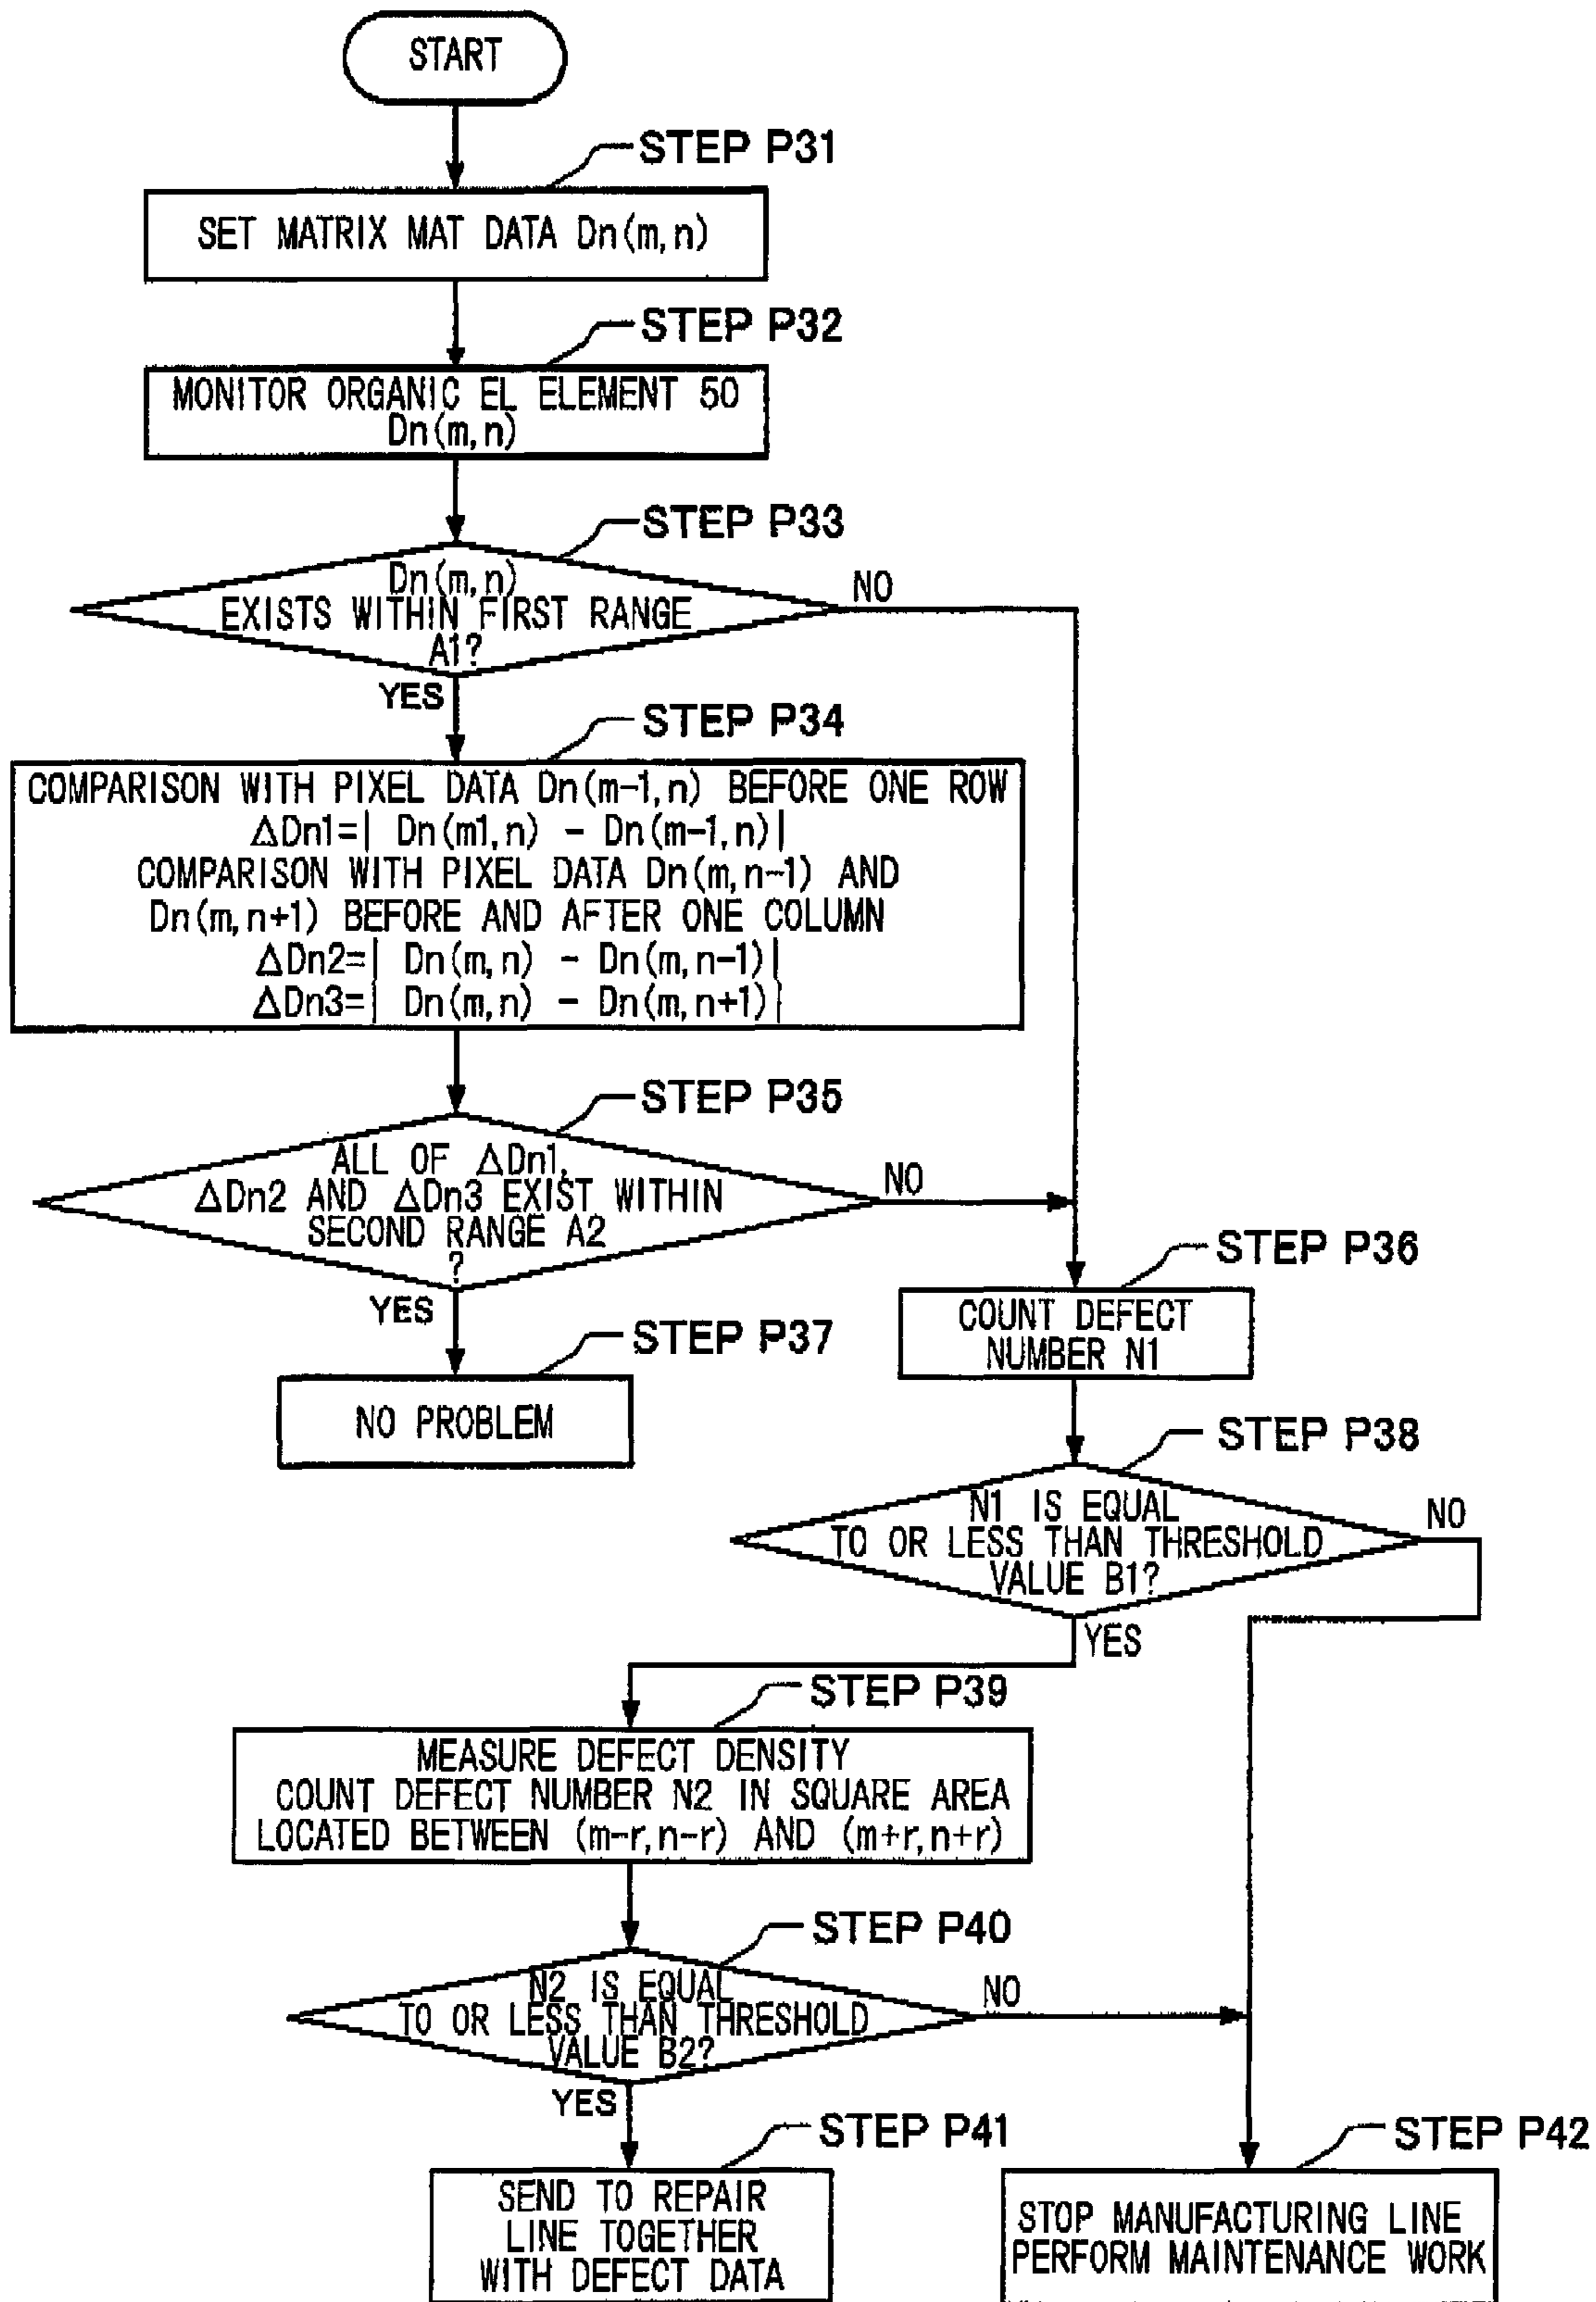 START
STEP P31
SET MATRIX MAT DATA Dn(m,n)
STEP P32
MONITOR ORGANIC EL ELEMENT 50
Dn(m,n)
STEP P33
Dn(m,n)
EXISTS WITHIN FIRST RANGE
A1?
NO
YES
STEP P34
COMPARISON WITH PIXEL DATA Dn(m-1,n) BEFORE ONE ROW
ΔDn1=| Dn(m1,n) - Dn(m-1,n)|
COMPARISON WITH PIXEL DATA Dn(m,n-1) AND
Dn(m,n+1) BEFORE AND AFTER ONE COLUMN
ΔDn2=| Dn(m,n) - Dn(m,n-1)|
ΔDn3=| Dn(m,n) - Dn(m,n+1)|
STEP P35
ALL OF ΔDn1,
ΔDn2 AND ΔDn3 EXIST WITHIN
SECOND RANGE A2
?
NO
YES
STEP P36
COUNT DEFECT
NUMBER N1
STEP P37
NO PROBLEM
STEP P38
N1 IS EQUAL
TO OR LESS THAN THRESHOLD
VALUE B1?
NO
YES
STEP P39
MEASURE DEFECT DENSITY
COUNT DEFECT NUMBER N2 IN SQUARE AREA
LOCATED BETWEEN (m-r,n-r) AND (m+r,n+r)
STEP P40
N2 IS EQUAL
TO OR LESS THAN THRESHOLD
VALUE B2?
NO
YES
STEP P41
SEND TO REPAIR
LINE TOGETHER
WITH DEFECT DATA
STEP P42
STOP MANUFACTURING LINE
PERFORM MAINTENANCE WORK